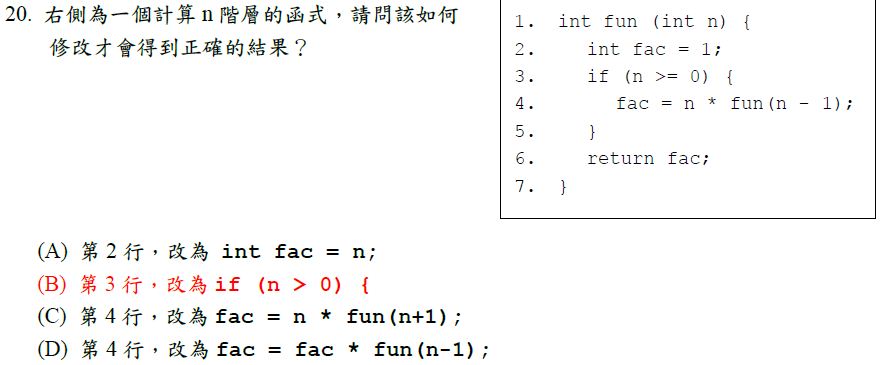 20. 右側為一個計算 n 階層的函式，請問該如何
修改才會得到正確的結果？
1. int fun (int n) {
2. int fac = 1;
3. if (n >= 0) {
4. fac = n * fun(n - 1);
5. }
6. return fac;
7. }
(A) 第 2 行，改為 int fac = n;
(B) 第 3 行，改為 if (n > 0) {
(C) 第 4 行，改為 fac = n * fun(n+1);
(D) 第 4 行，改為 fac = fac * fun(n-1);